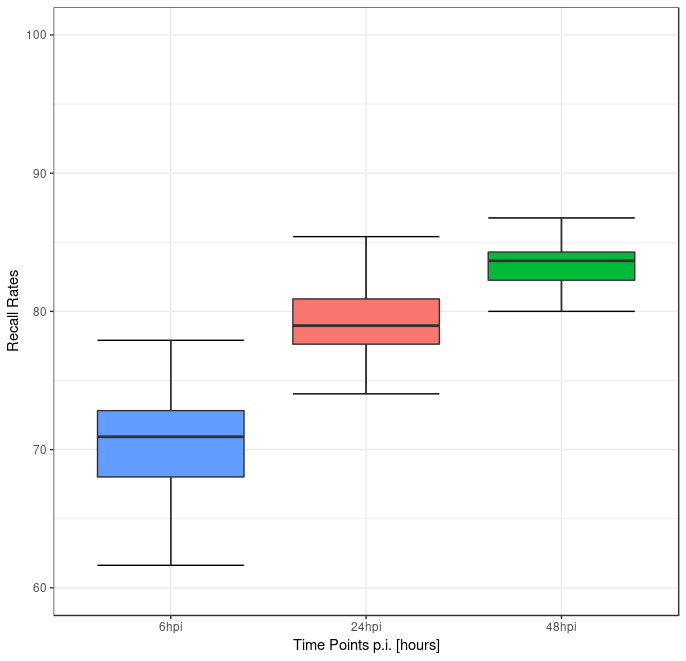 Recall Rates
100
90
80
70
60
6hpi
24hpi
48hpi
Time Points p.i. [hours]